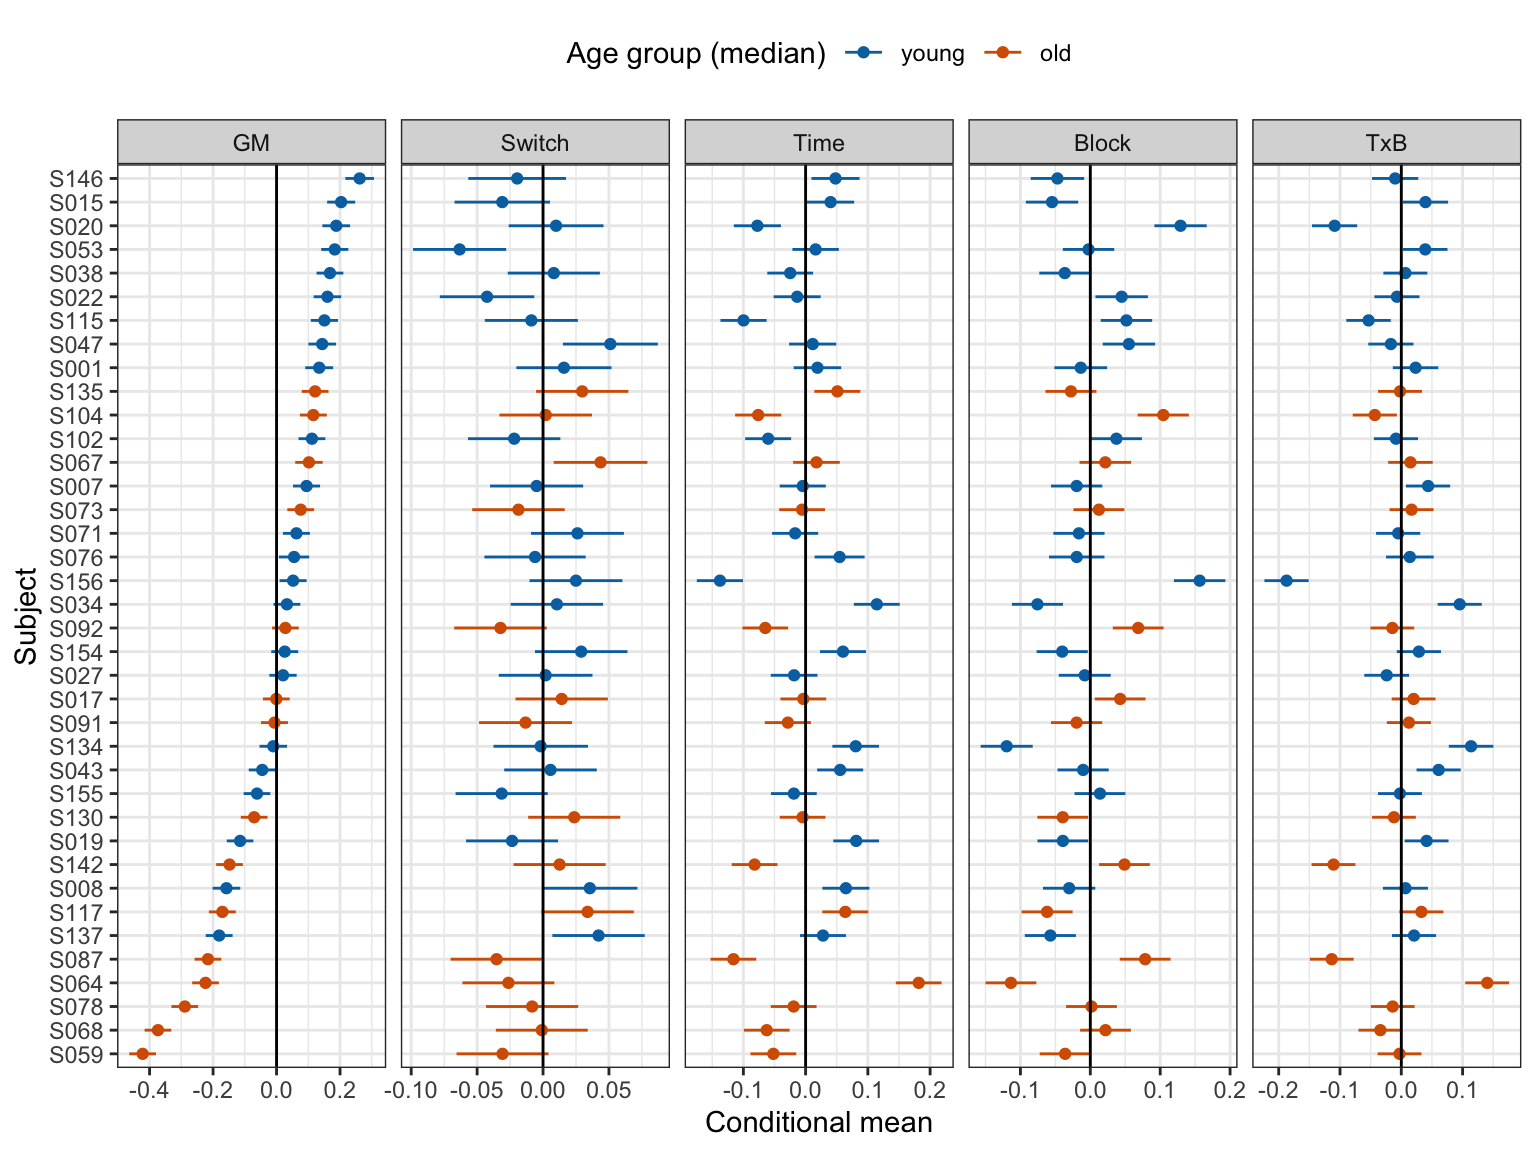 Age group (median) young old
GM Switch Time Block TxB
Subject
S146
S015
S020
S053
S038
S022
S115
S047
S001
S135
S104
S102
S067
S007
S073
S071
S076
S156
S034
S092
S154
S027
S017
S091
S134
S043
S155
S130
S019
S142
S008
S117
S137
S087
S064
S078
S068
S059
-0.4 -0.2 0.0 0.2 -0.10 -0.05 0.00 0.05 -0.1 0.0 0.1 0.2 -0.1 0.0 0.1 0.2 -0.2 -0.1 0.0 0.1
Conditional mean